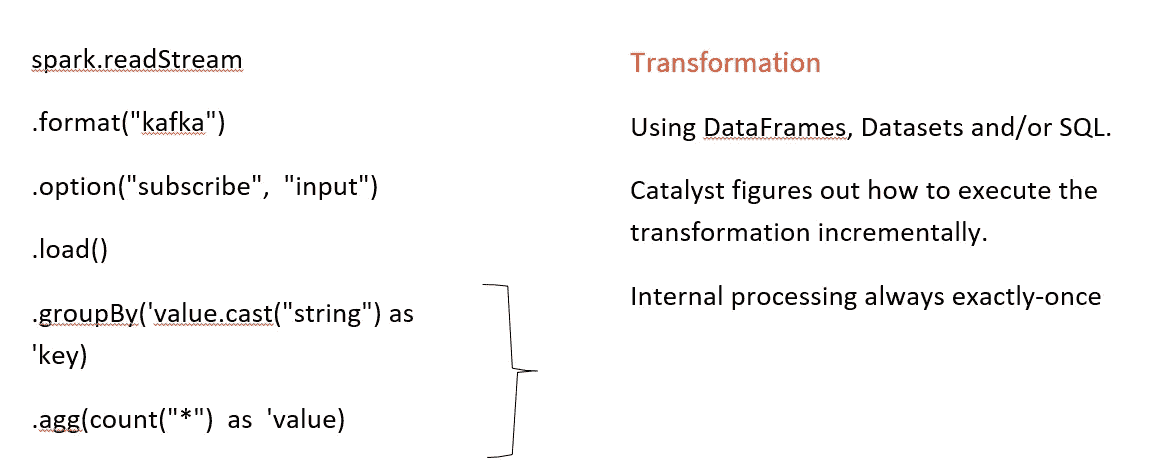 spark.readStream
.format("kafka")
.option("subscribe", "input")
.load()
.groupBy('value.cast("string") as
'key)
.agg(count("*") as 'value)
Transformation
Using DataFrames, Datasets and/or SQL.
Catalyst figures out how to execute the
transformation incrementally.
Internal processing always exactly-once